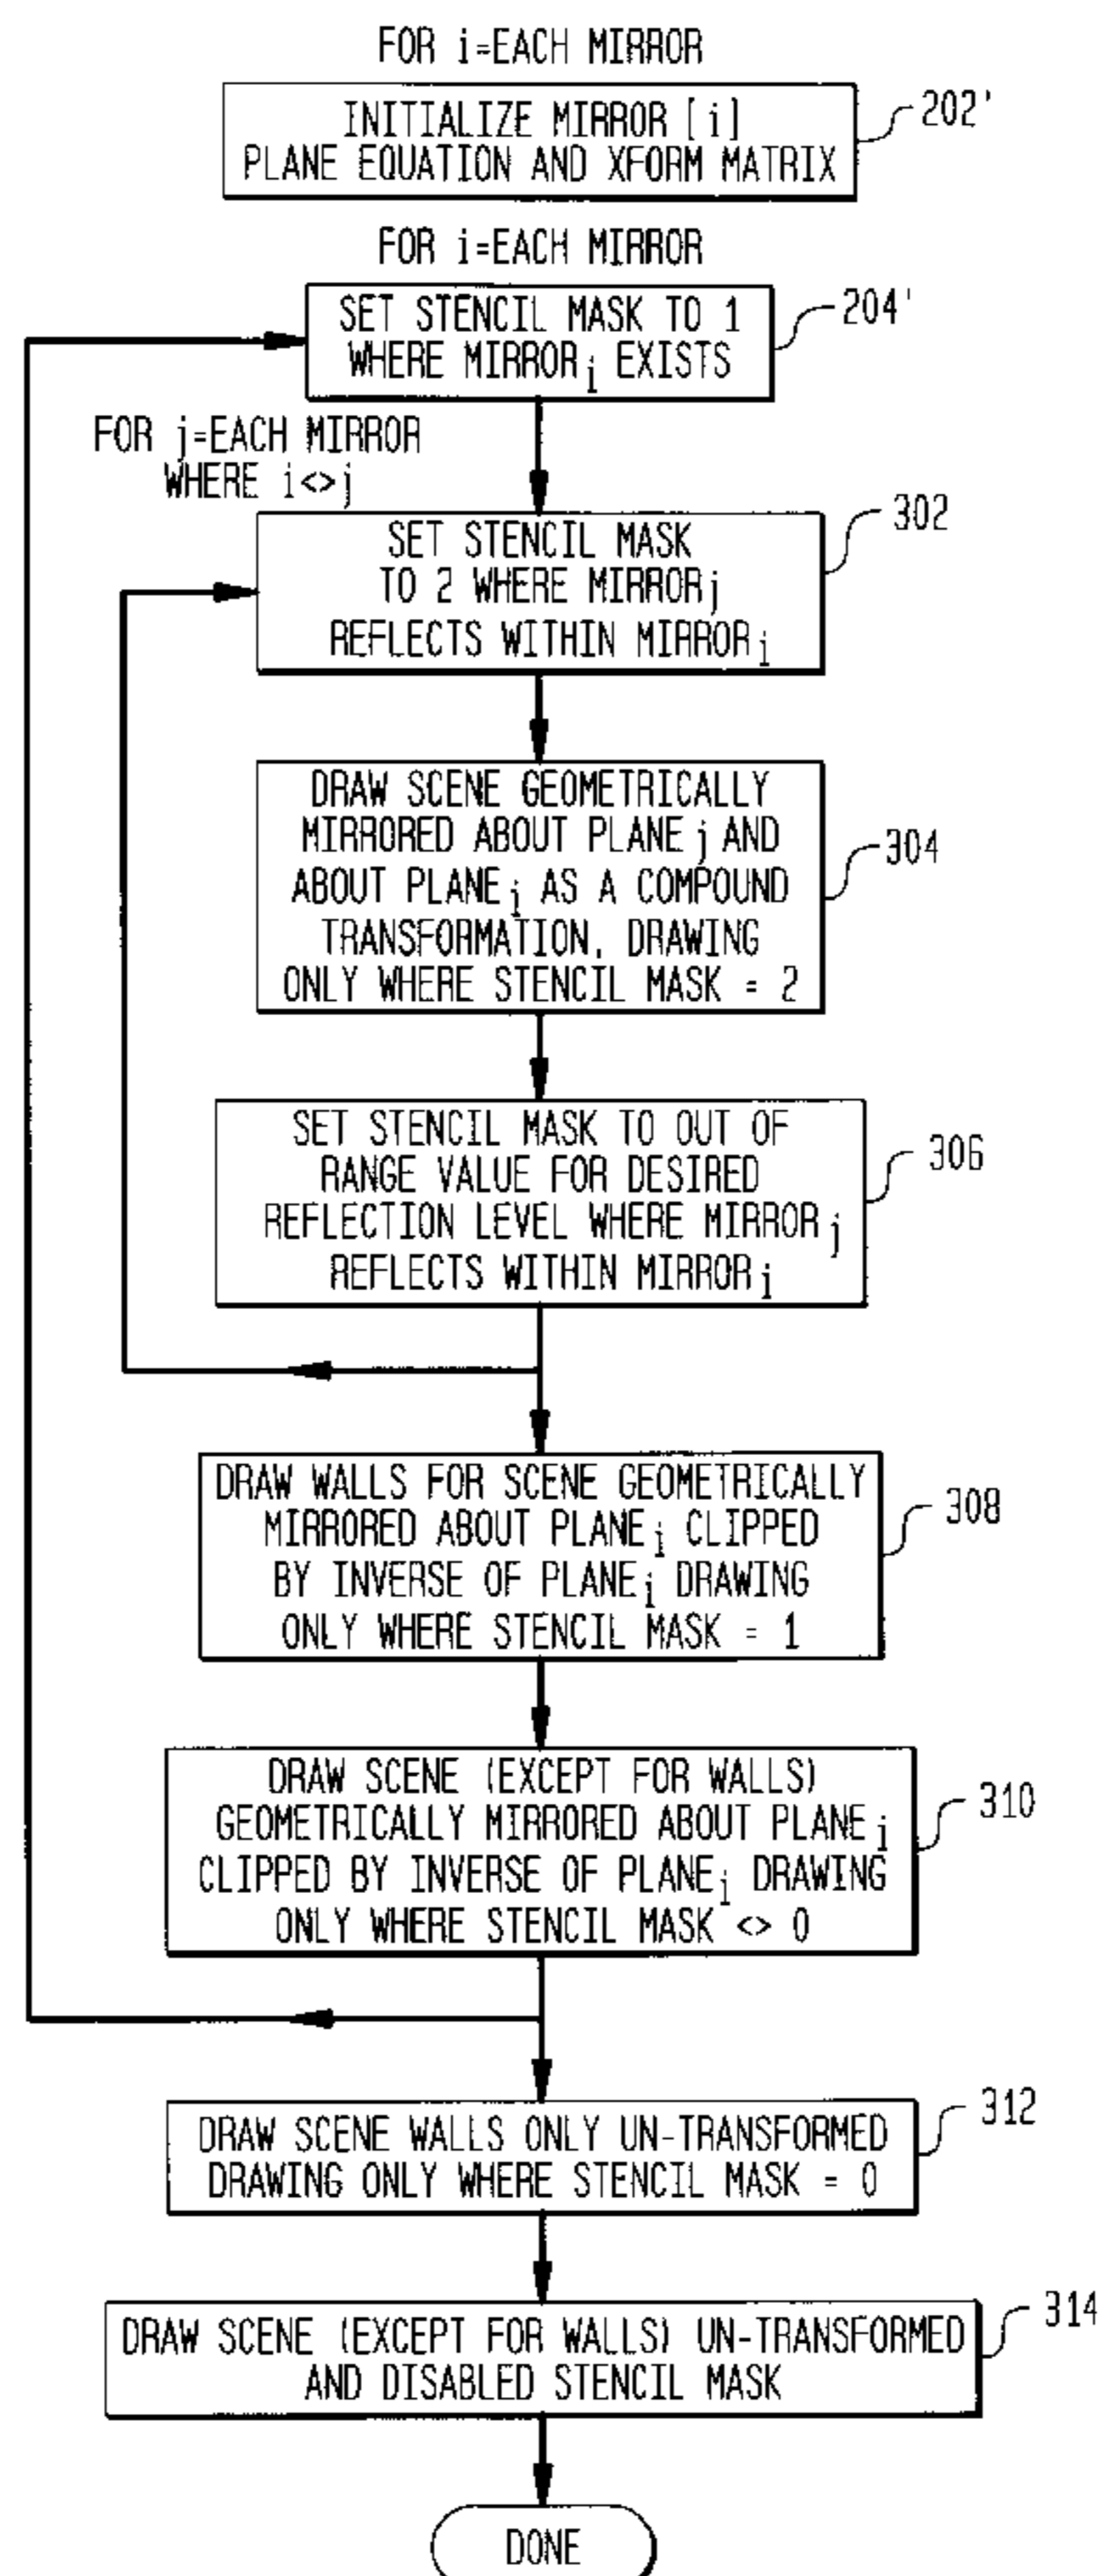 FOR i=EACH MIRROR
202'
INITIALIZE MIRROR [i]
PLANE EQUATION AND XFORM MATRIX
FOR i=EACH MIRROR
204'
SET STENCIL MASK TO 1
WHERE MIRROR i EXISTS
FOR j=EACH MIRROR
WHERE i<>j
302
SET STENCIL MASK
TO 2 WHERE MIRROR j
REFLECTS WITHIN MIRROR i
304
DRAW SCENE GEOMETRICALLY
MIRRORED ABOUT PLANE j AND
ABOUT PLANE i AS A COMPOUND
TRANSFORMATION, DRAWING
ONLY WHERE STENCIL MASK = 2
306
SET STENCIL MASK TO OUT OF
RANGE VALUE FOR DESIRED
REFLECTION LEVEL WHERE MIRROR j
REFLECTS WITHIN MIRROR i
308
DRAW WALLS FOR SCENE GEOMETRICALLY
MIRRORED ABOUT PLANE i CLIPPED
BY INVERSE OF PLANE i DRAWING
ONLY WHERE STENCIL MASK = 1
310
DRAW SCENE (EXCEPT FOR WALLS)
GEOMETRICALLY MIRRORED ABOUT PLANE i
CLIPPED BY INVERSE OF PLANE i DRAWING
ONLY WHERE STENCIL MASK <> 0
312
DRAW SCENE WALLS ONLY UN-TRANSFORMED
DRAWING ONLY WHERE STENCIL MASK = 0
314
DRAW SCENE (EXCEPT FOR WALLS) UN-TRANSFORMED
AND DISABLED STENCIL MASK
DONE